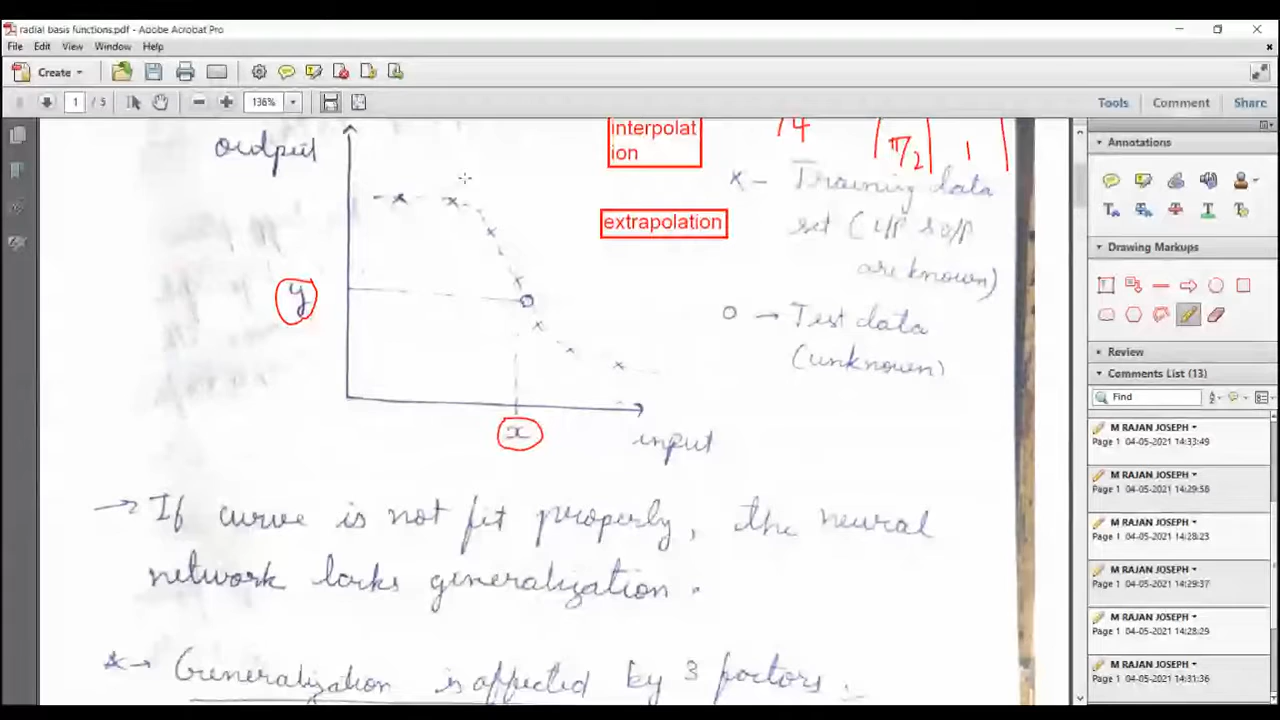 radial basis functions.pdf - Adobe Acrobat Pro
File Edit View Window Help
Create
1 / 5
136%
Tools Comment Share
output
interpolat
ion
14
π/2 1
x - Training data
set ( i/p & o/p
are known)
extrapolation
y
o → Test data
(unknown)
x
input
→ If curve is not fit properly, the neural
network lacks generalization.
* → Generalization is affected by 3 factors :
Annotations
Drawing Markups
Review
Comments List (13)
Find
M RAJAN JOSEPH
Page 1 04-05-2021 14:33:49
M RAJAN JOSEPH
Page 1 04-05-2021 14:29:58
M RAJAN JOSEPH
Page 1 04-05-2021 14:28:23
M RAJAN JOSEPH
Page 1 04-05-2021 14:29:37
M RAJAN JOSEPH
Page 1 04-05-2021 14:28:29
M RAJAN JOSEPH
Page 1 04-05-2021 14:31:36